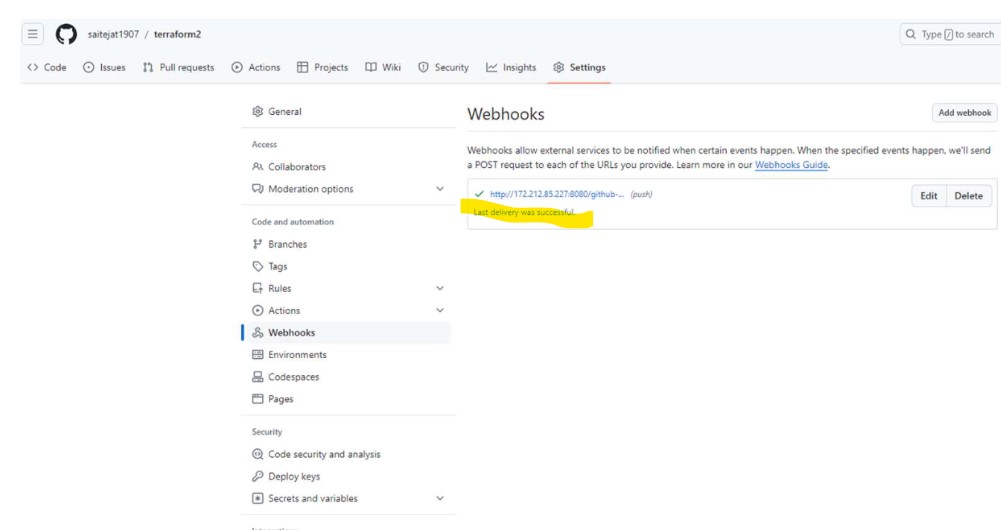 saitejat1907 / terraform2
Type / to search
<> Code Issues Pull requests Actions Projects Wiki Security Insights Settings
General
Access
Collaborators
Moderation options
Code and automation
Branches
Tags
Rules
Actions
Webhooks
Environments
Codespaces
Pages
Security
Code security and analysis
Deploy keys
Secrets and variables
Integrations
Webhooks
Add webhook
Webhooks allow external services to be notified when certain events happen. When the specified events happen, we'll send
a POST request to each of the URLs you provide. Learn more in our Webhooks Guide.
http://172.212.85.227:8080/github-... (push)
Edit Delete
Last delivery was successful.